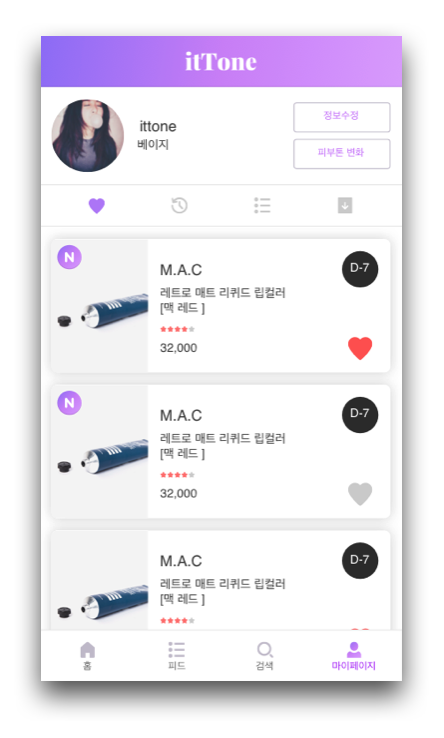 itTone
ittone
베이지
정보수정
피부톤 변화
N
M.A.C
D-7
레트로 매트 리퀴드 립컬러
[맥 레드 ]
32,000
N
M.A.C
D-7
레트로 매트 리퀴드 립컬러
[맥 레드 ]
32,000
M.A.C
D-7
레트로 매트 리퀴드 립컬러
[맥 레드 ]
홈
피드
검색
마이페이지